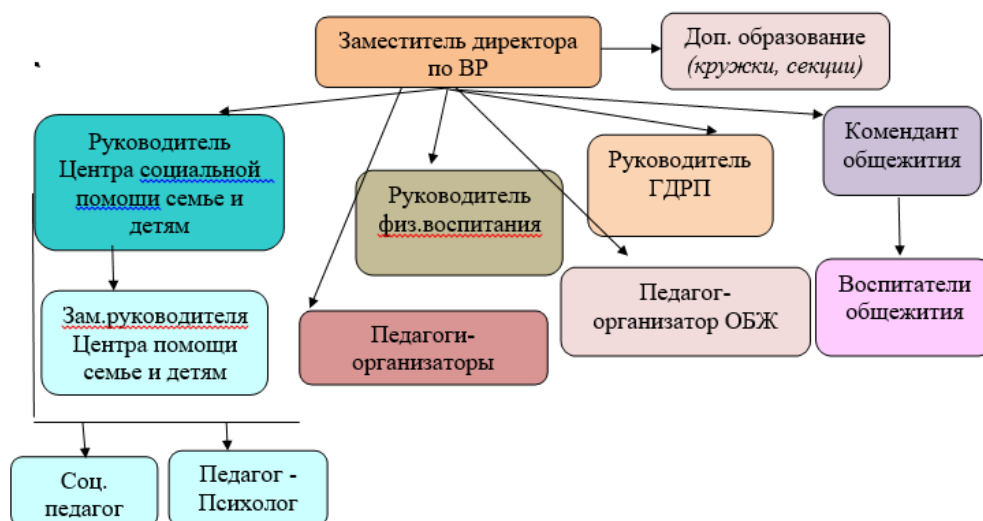 Заместитель директора
по ВР
Доп. образование
(кружки, секции)
Руководитель
Центра социальной
помощи семье и
детям
Руководитель
физ.воспитания
Руководитель
ГДРП
Комендант
общежития
Зам.руководителя
Центра помощи
семье и детям
Педагоги-
организаторы
Педагог-
организатор ОБЖ
Воспитатели
общежития
Соц.
педагог
Педагог -
Психолог